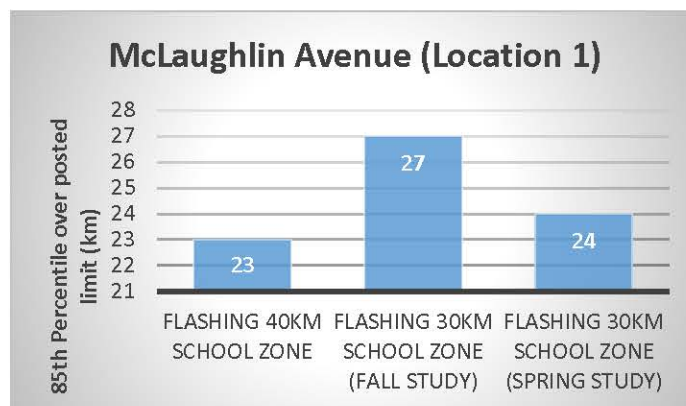 McLaughlin Avenue (Location 1)
85th Percentile over posted
limit (km)
28
27
26
25
24
23
22
21
23
27
24
FLASHING 40KM
SCHOOL ZONE
FLASHING 30KM
SCHOOL ZONE
(FALL STUDY)
FLASHING 30KM
SCHOOL ZONE
(SPRING STUDY)